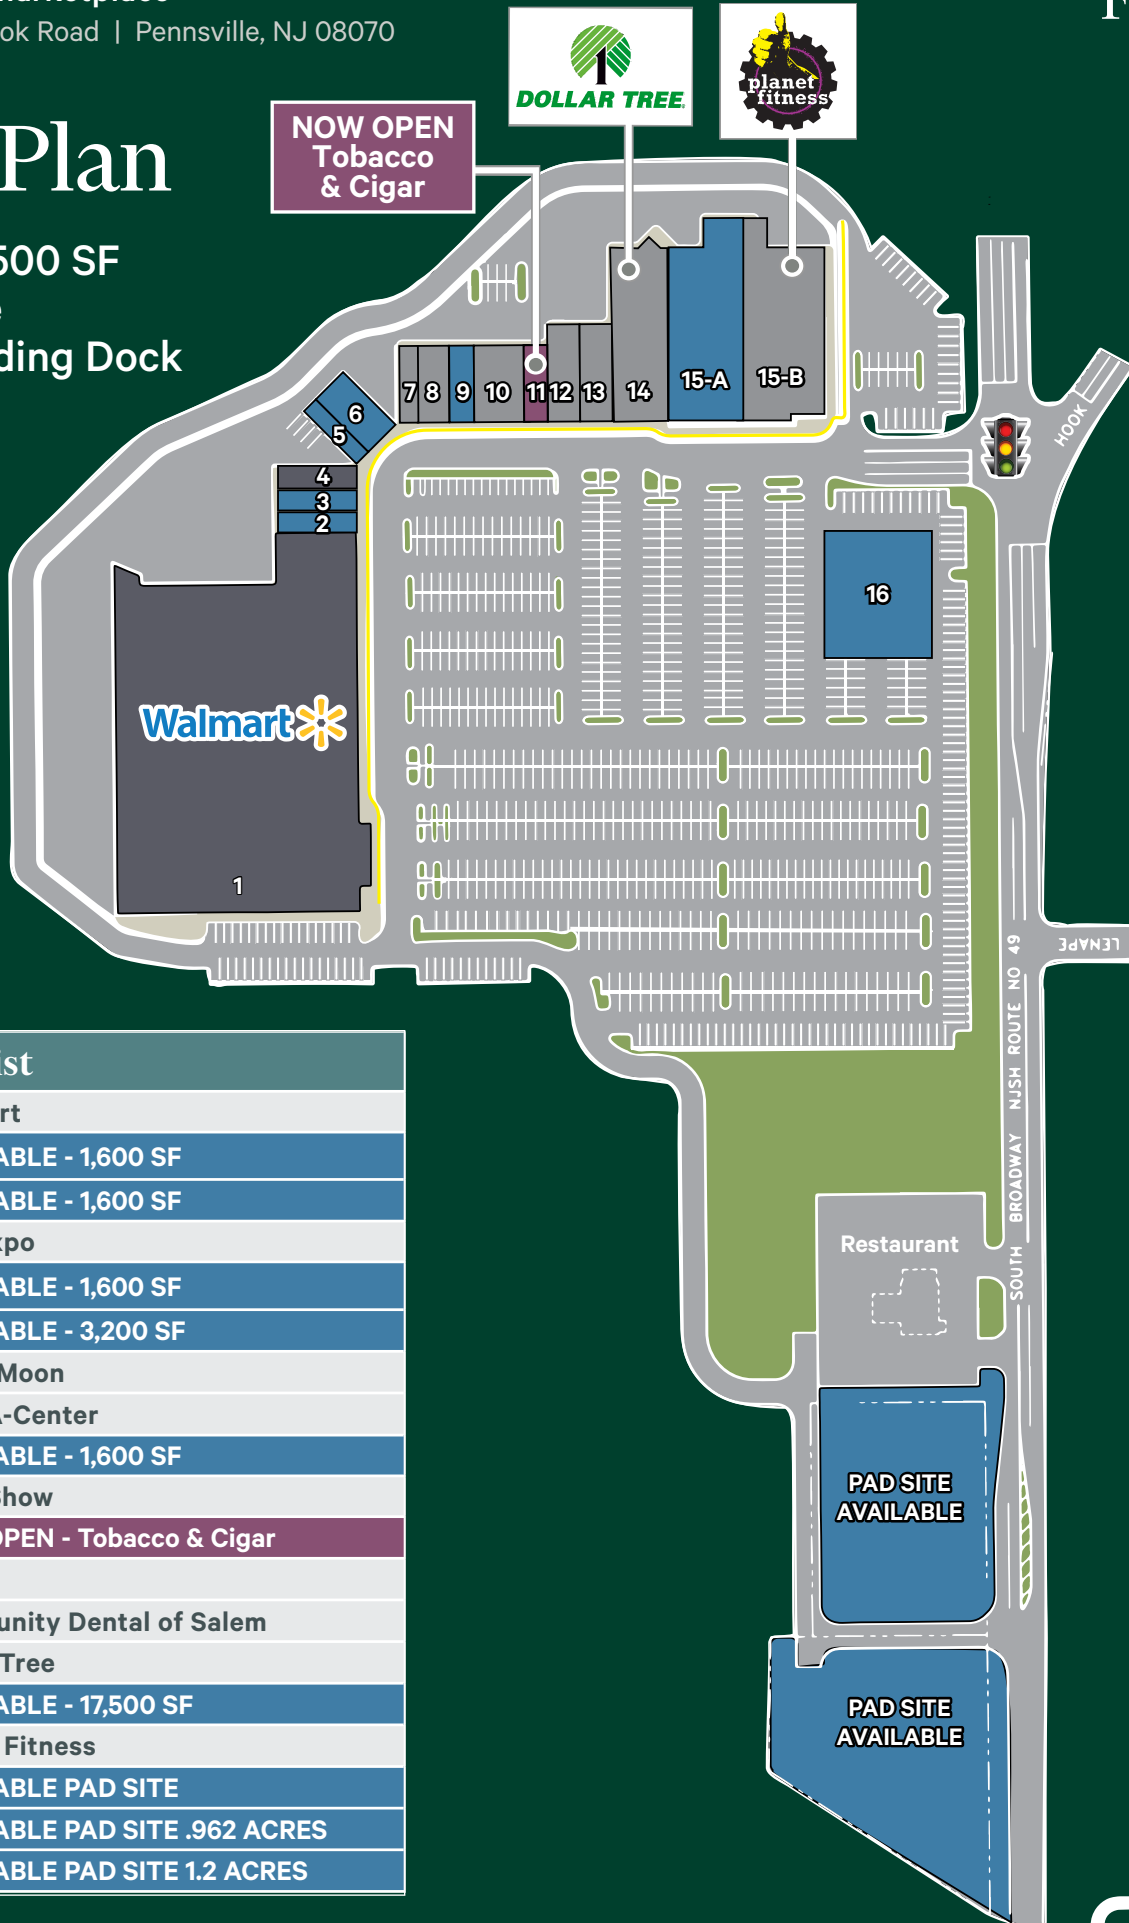 ok Road | Pennsville, NJ 08070
Plan
500 SF
ding Dock
DOLLAR TREE
planet
fitness
NOW OPEN
Tobacco
& Cigar
7 8 9 10 11 12 13 14 15-A 15-B
6
5
4
3
2
16
HOOK
Walmart
1
LENAPE
SOUTH BROADWAY NJSH ROUTE NO 49
Restaurant
PAD SITE
AVAILABLE
PAD SITE
AVAILABLE
ist
rt
ABLE - 1,600 SF
ABLE - 1,600 SF
xpo
ABLE - 1,600 SF
ABLE - 3,200 SF
Moon
A-Center
ABLE - 1,600 SF
Show
OPEN - Tobacco & Cigar
unity Dental of Salem
Tree
ABLE - 17,500 SF
Fitness
ABLE PAD SITE
ABLE PAD SITE .962 ACRES
ABLE PAD SITE 1.2 ACRES